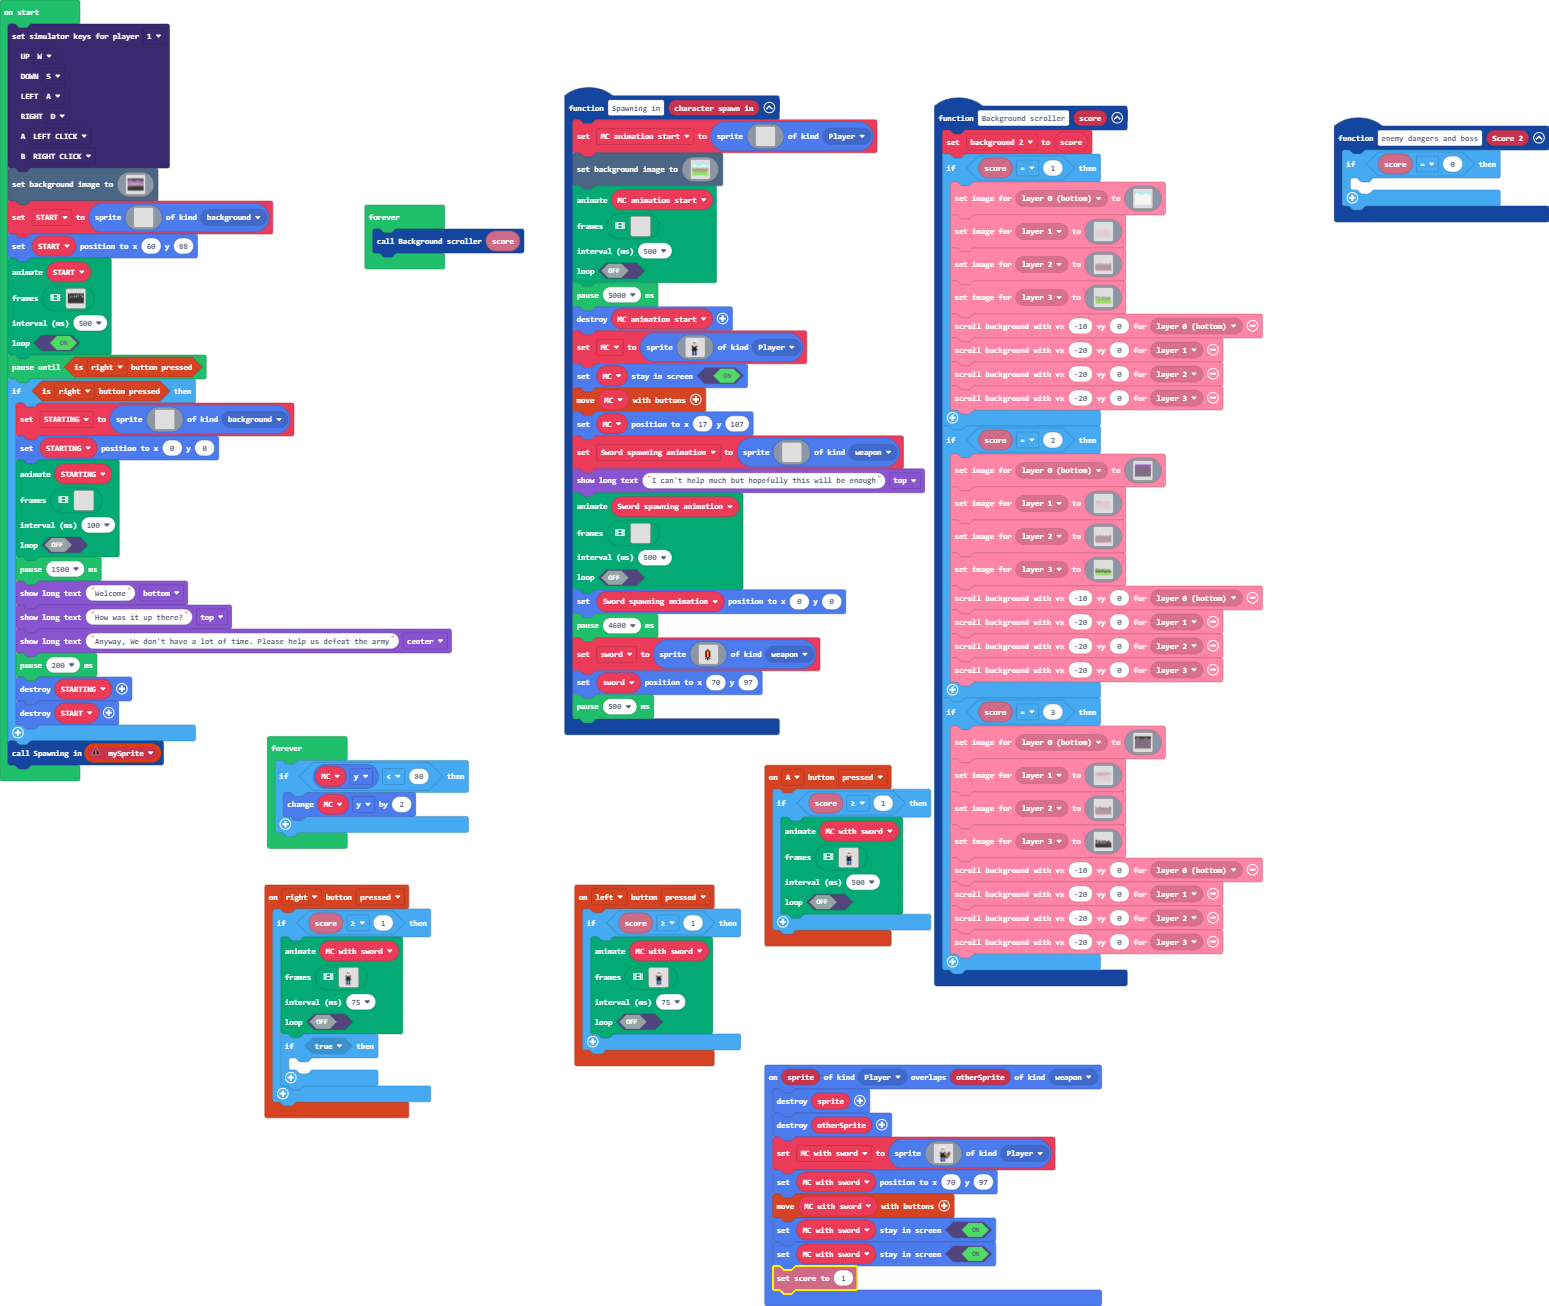 on start
set simulator keys for player 1
UP W
DOWN S
LEFT A
RIGHT D
A LEFT CLICK
B RIGHT CLICK
set background image to
set START to sprite of kind background
set START position to x 60 y 88
animate START
frames
interval (ms) 500
loop ON
pause until is right button pressed
if is right button pressed then
set STARTING to sprite of kind background
set STARTING position to x 0 y 0
animate STARTING
frames
interval (ms) 100
loop OFF
pause 1500 ms
show long text "Welcome" bottom
show long text "How was it up there?" top
show long text "Anyway, We don't have a lot of time. Please help us defeat the army" center
pause 200 ms
destroy STARTING
destroy START
call Spawning in mySprite
forever
call Background scroller score
forever
if MC y < 80 then
change MC y by 2
on right button pressed
if score ≥ 1 then
animate MC with sword
frames
interval (ms) 75
loop OFF
if true then
function Spawning in character spawn in
set MC animation start to sprite of kind Player
set background image to
animate MC animation start
frames
interval (ms) 500
loop OFF
pause 5000 ms
destroy MC animation start
set MC to sprite of kind Player
set MC stay in screen ON
move MC with buttons
set MC position to x 17 y 107
set Sword spawning animation to sprite of kind weapon
show long text "I can't help much but hopefully this will be enough" top
animate Sword spawning animation
frames
interval (ms) 500
loop OFF
set Sword spawning animation position to x 0 y 0
pause 4600 ms
set sword to sprite of kind weapon
set sword position to x 70 y 97
pause 500 ms
on left button pressed
if score ≥ 1 then
animate MC with sword
frames
interval (ms) 75
loop OFF
on A button pressed
if score ≥ 1 then
animate MC with sword
frames
interval (ms) 500
loop OFF
function Background scroller score
set background 2 to score
if score = 1 then
set image for layer 0 (bottom) to
set image for layer 1 to
set image for layer 2 to
set image for layer 3 to
scroll background with vx -10 vy 0 for layer 0 (bottom)
scroll background with vx -20 vy 0 for layer 1
scroll background with vx -20 vy 0 for layer 2
scroll background with vx -20 vy 0 for layer 3
if score = 2 then
set image for layer 0 (bottom) to
set image for layer 1 to
set image for layer 2 to
set image for layer 3 to
scroll background with vx -10 vy 0 for layer 0 (bottom)
scroll background with vx -20 vy 0 for layer 1
scroll background with vx -20 vy 0 for layer 2
scroll background with vx -20 vy 0 for layer 3
if score = 3 then
set image for layer 0 (bottom) to
set image for layer 1 to
set image for layer 2 to
set image for layer 3 to
scroll background with vx -10 vy 0 for layer 0 (bottom)
scroll background with vx -20 vy 0 for layer 1
scroll background with vx -20 vy 0 for layer 2
scroll background with vx -20 vy 0 for layer 3
on sprite of kind Player overlaps otherSprite of kind weapon
destroy sprite
destroy otherSprite
set MC with sword to sprite of kind Player
set MC with sword position to x 70 y 97
move MC with sword with buttons
set MC with sword stay in screen ON
set MC with sword stay in screen ON
set score to 1
function enemy dangers and boss Score 2
if score = 0 then